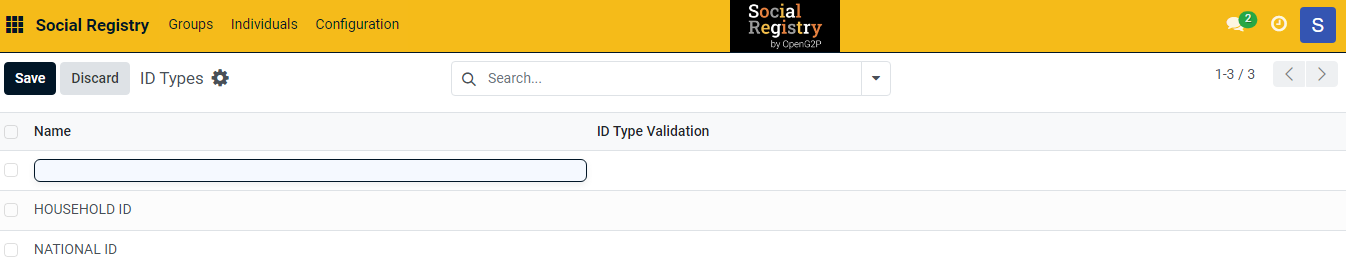 Social Registry Groups Individuals Configuration
Social
Registry
by OpenG2P
2
S
Save Discard ID Types Search... 1-3 / 3
Name ID Type Validation
HOUSEHOLD ID
NATIONAL ID